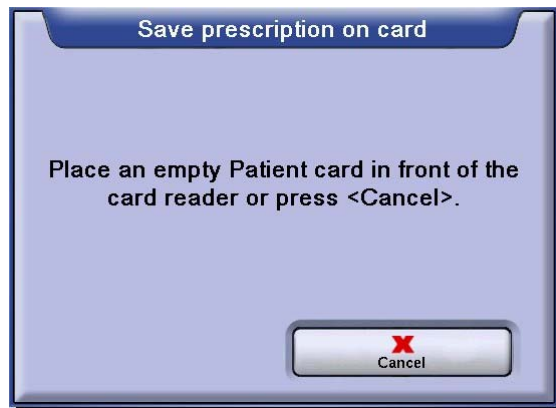 Save prescription on card
Place an empty Patient card in front of the
card reader or press <Cancel>.
Cancel